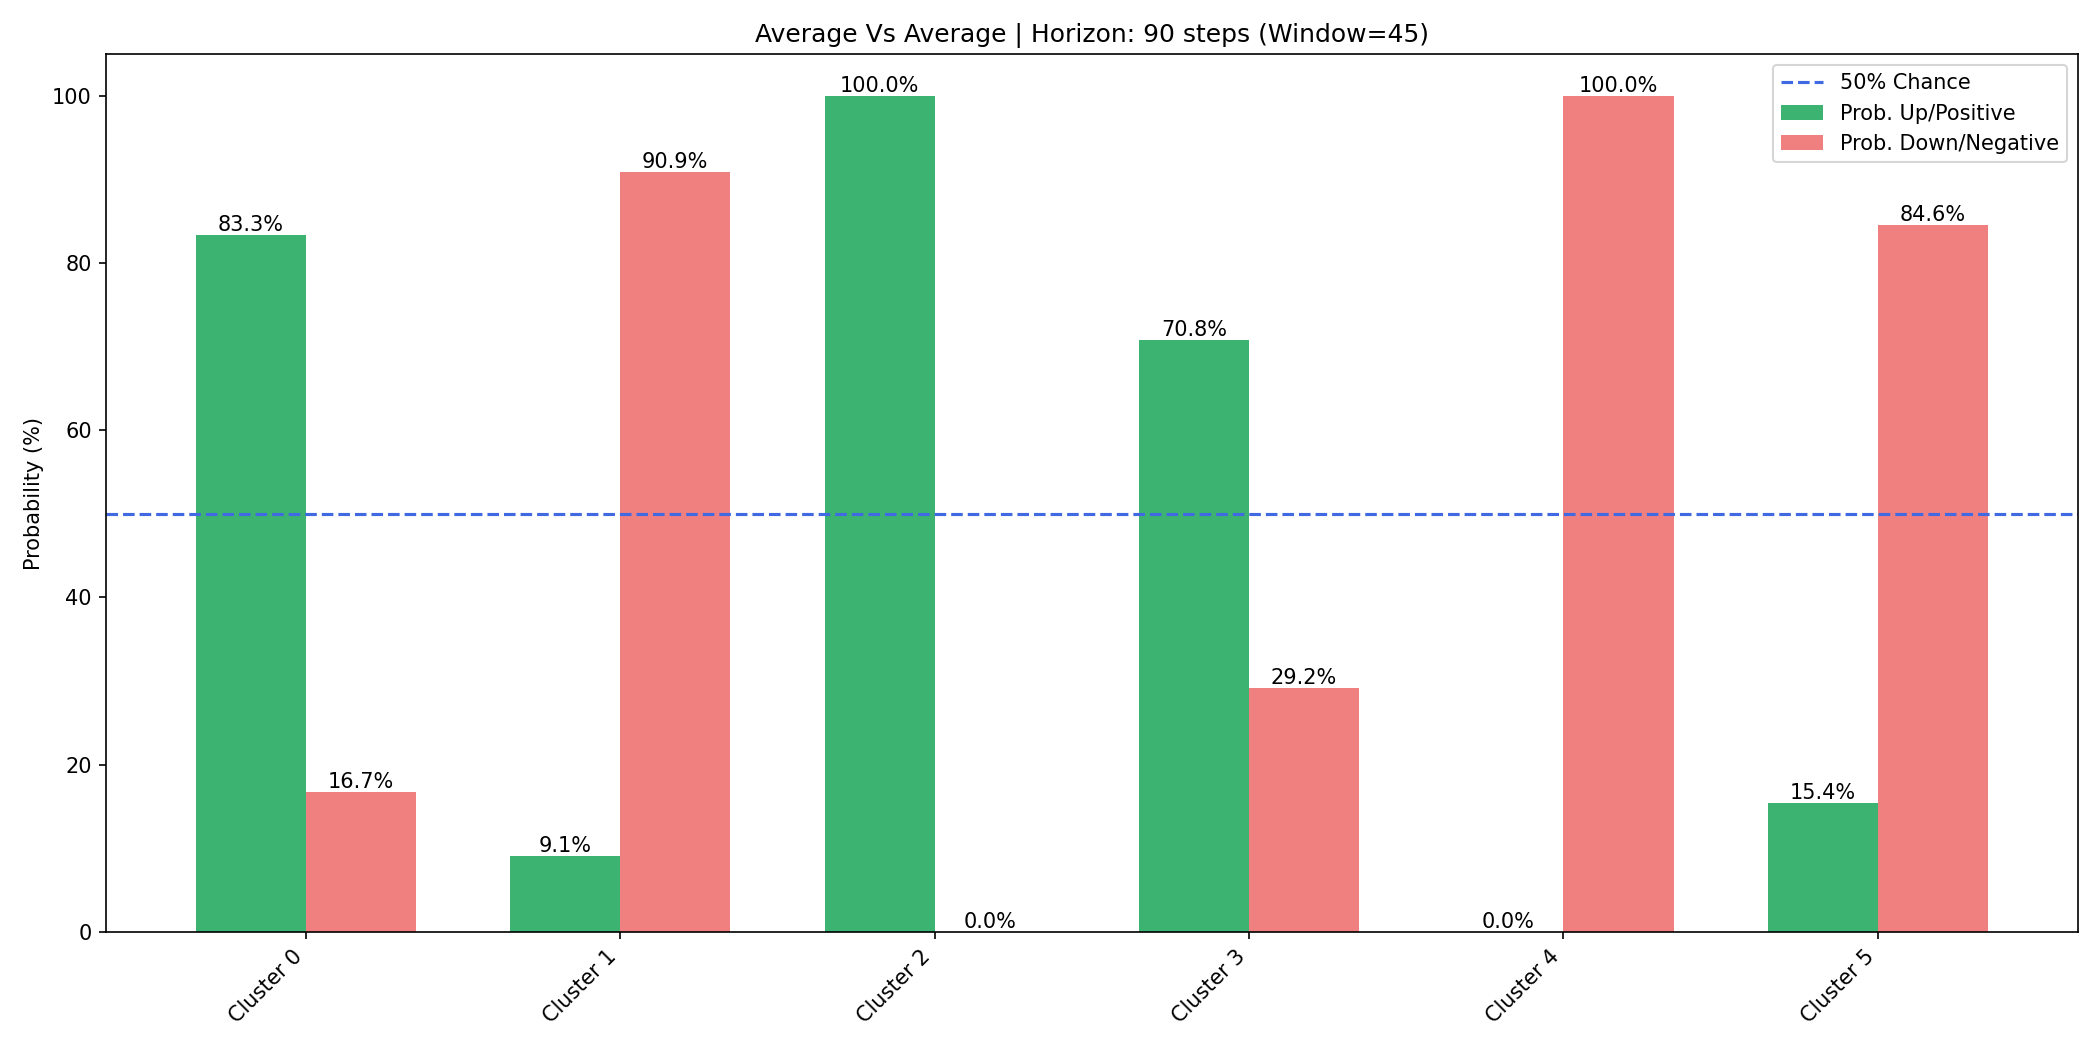 Average Vs Average | Horizon: 90 steps (Window=45)
Probability (%)
100
80
60
40
20
0
50% Chance
Prob. Up/Positive
Prob. Down/Negative
83.3%
16.7%
9.1%
90.9%
100.0%
0.0%
70.8%
29.2%
0.0%
100.0%
15.4%
84.6%
Cluster 0
Cluster 1
Cluster 2
Cluster 3
Cluster 4
Cluster 5